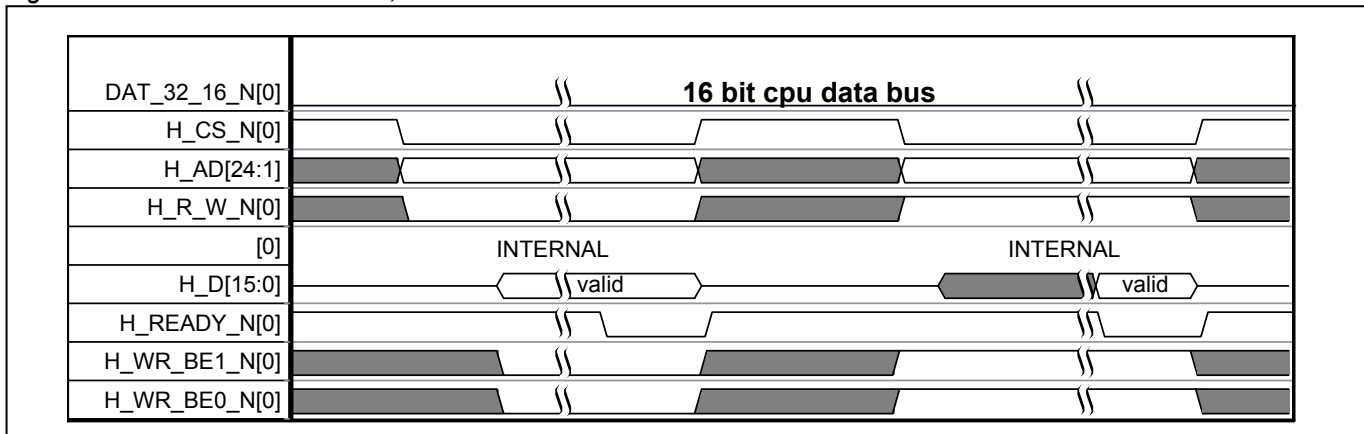 DAT_32_16_N[0] 16 bit cpu data bus
H_CS_N[0]
H_AD[24:1]
H_R_W_N[0]
[0] INTERNAL INTERNAL
H_D[15:0] valid valid
H_READY_N[0]
H_WR_BE1_N[0]
H_WR_BE0_N[0]